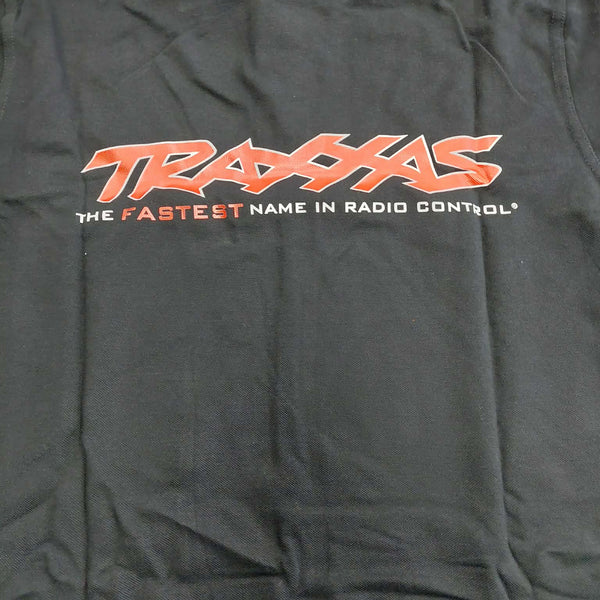 TRAXXAS
THE FASTEST NAME IN RADIO CONTROL®